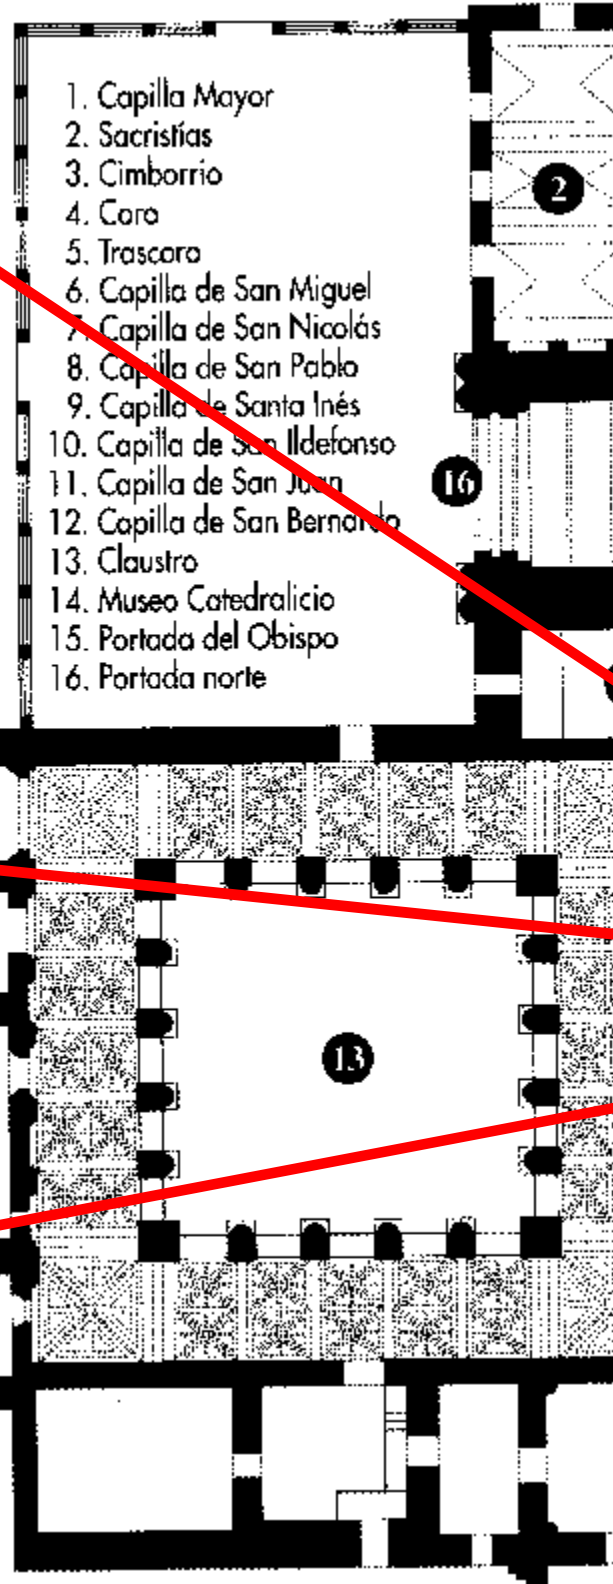 1. Capilla Mayor
2. Sacristías
3. Cimborrio
4. Coro
5. Trascoro
6. Capilla de San Miguel
7. Capilla de San Nicolás
8. Capilla de San Pablo
9. Capilla de Santa Inés
10. Capilla de San Ildefonso
11. Capilla de San Juan
12. Capilla de San Bernardo
13. Claustro
14. Museo Catedralicio
15. Portada del Obispo
16. Portada norte
2
16
13